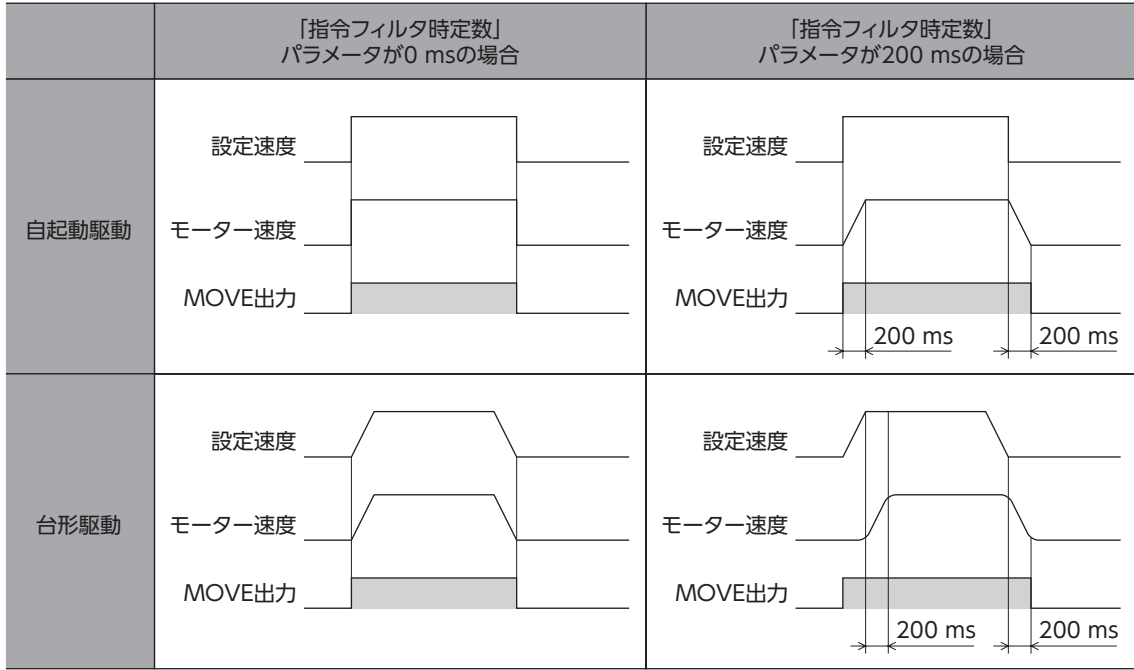 「指令フィルタ時定数」
パラメータが0 msの場合
「指令フィルタ時定数」
パラメータが200 msの場合
自起動駆動
設定速度
モーター速度
MOVE出力
設定速度
モーター速度
MOVE出力
200 ms
200 ms
台形駆動
設定速度
モーター速度
MOVE出力
設定速度
モーター速度
MOVE出力
200 ms
200 ms